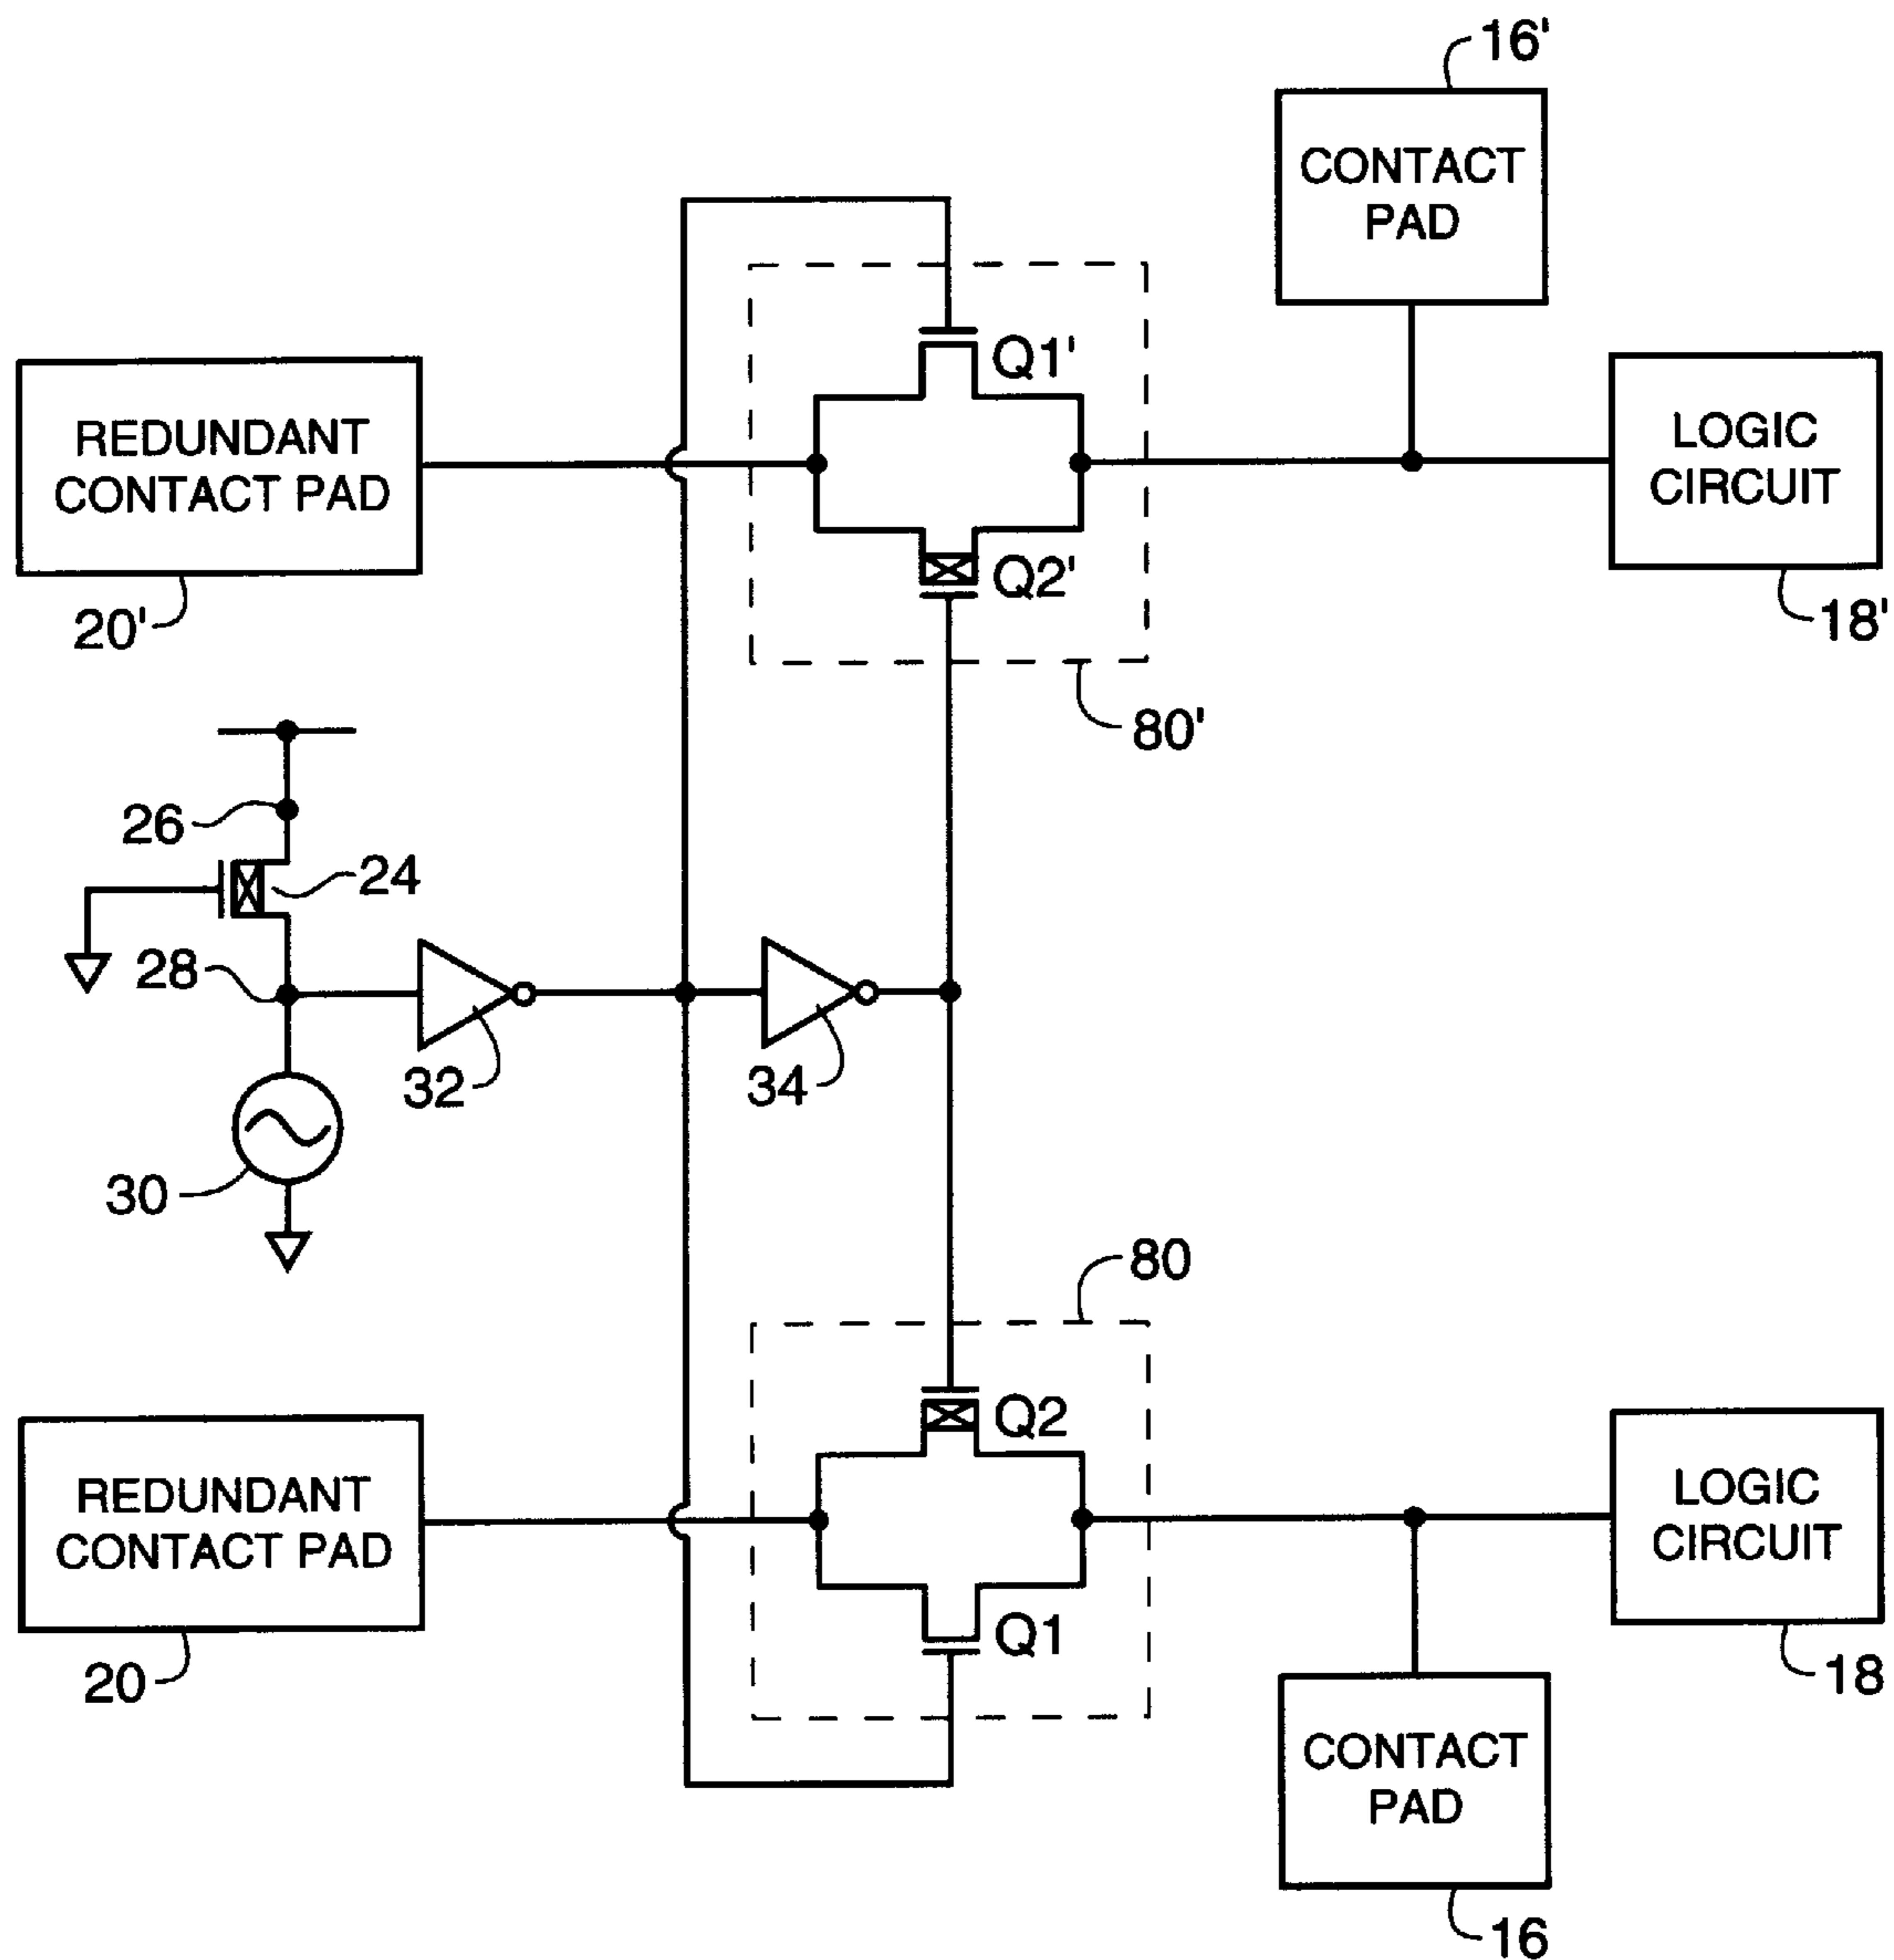 16'
CONTACT
PAD
Q1'
REDUNDANT
CONTACT PAD
LOGIC
CIRCUIT
Q2'
20'
18'
80'
26
24
28
32
34
30
80
Q2
REDUNDANT
CONTACT PAD
LOGIC
CIRCUIT
Q1
20
18
CONTACT
PAD
16